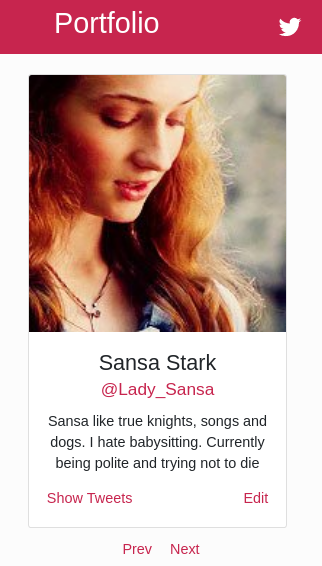 Portfolio
Sansa Stark
@Lady_Sansa
Sansa like true knights, songs and
dogs. I hate babysitting. Currently
being polite and trying not to die
Show Tweets Edit
Prev Next